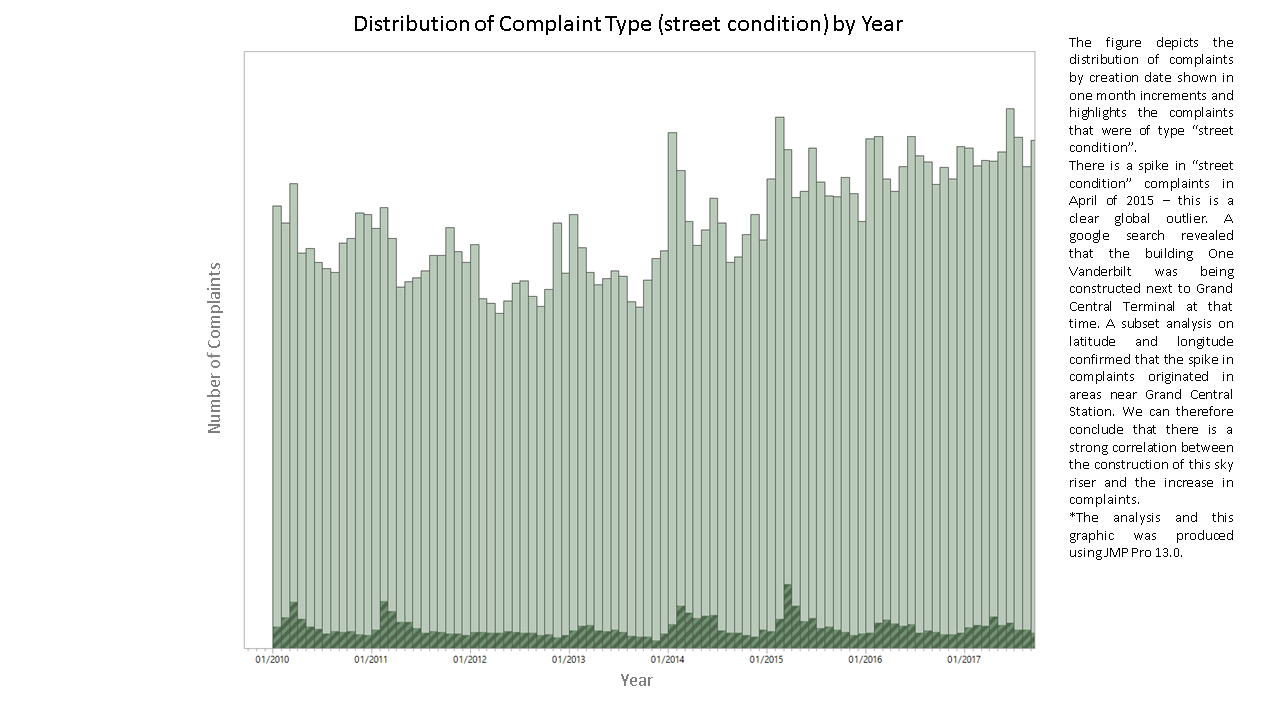 Distribution of Complaint Type (street condition) by Year
The figure depicts the
distribution of complaints
by creation date shown in
one month increments and
highlights the complaints
that were of type “street
condition”.
There is a spike in “street
condition” complaints in
April of 2015 – this is a
clear global outlier. A
google search revealed
that the building One
Vanderbilt was being
constructed next to Grand
Central Terminal at that
time. A subset analysis on
latitude and longitude
confirmed that the spike in
complaints originated in
areas near Grand Central
Station. We can therefore
conclude that there is a
strong correlation between
the construction of this sky
riser and the increase in
complaints.
*The analysis and this
graphic was produced
using JMP Pro 13.0.
Number of Complaints
01/2010 01/2011 01/2012 01/2013 01/2014 01/2015 01/2016 01/2017
Year